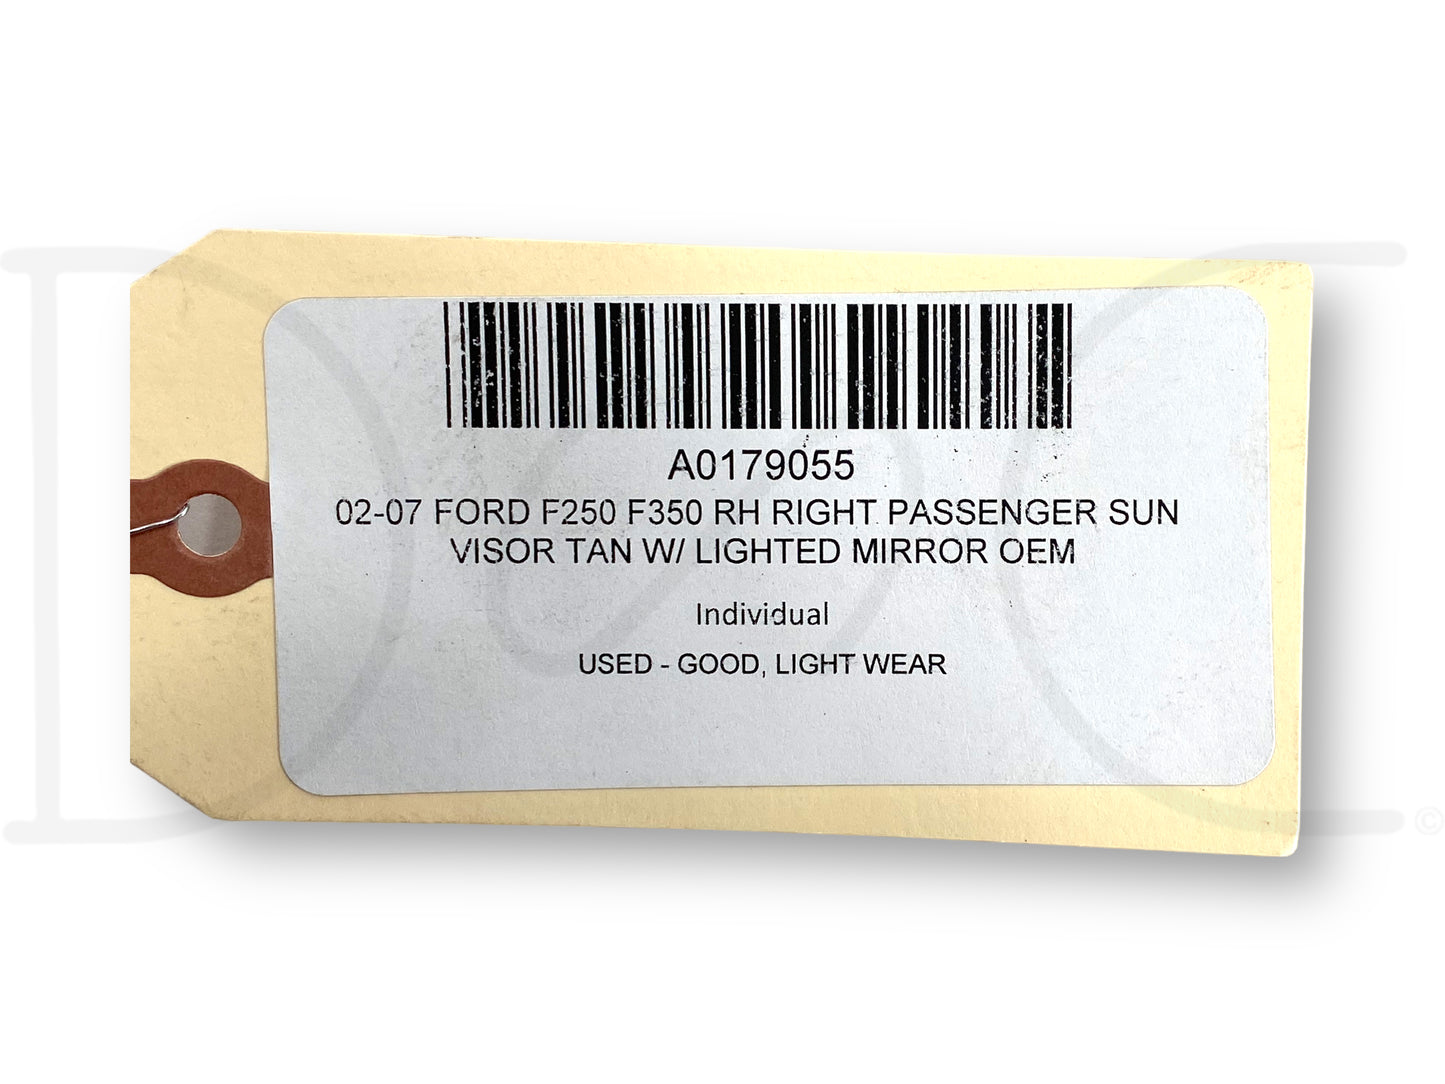 A0179055
02-07 FORD F250 F350 RH RIGHT PASSENGER SUN
VISOR TAN W/ LIGHTED MIRROR OEM
Individual
USED - GOOD, LIGHT WEAR
©